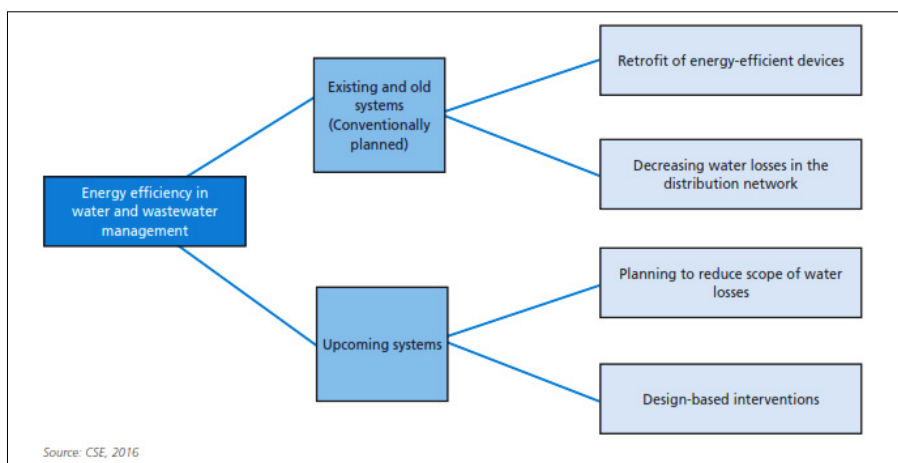 Energy efficiency in
water and wastewater
management
Existing and old
systems
(Conventionally
planned)
Upcoming systems
Retrofit of energy-efficient devices
Decreasing water losses in the
distribution network
Planning to reduce scope of water
losses
Design-based interventions
Source: CSE, 2016